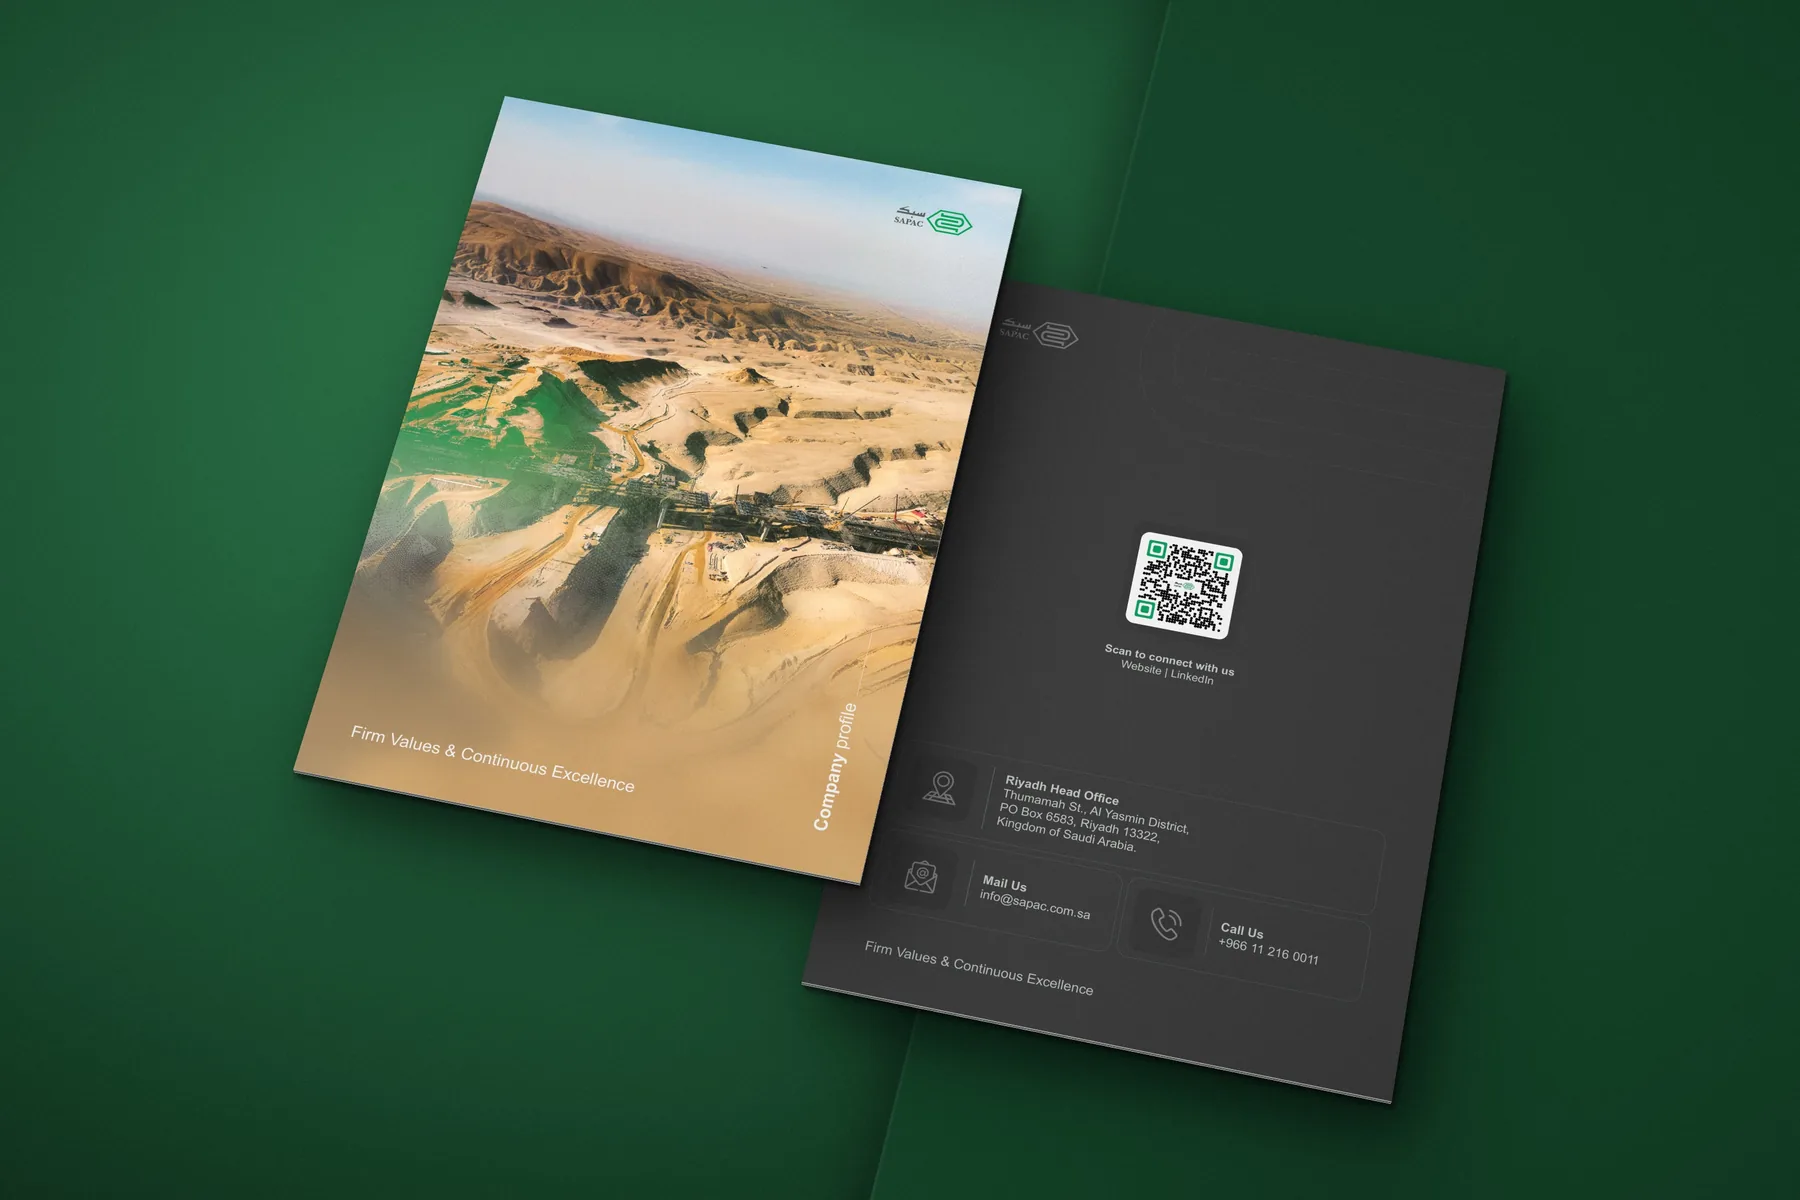 سبك
SAPAC
Firm Values & Continuous Excellence
Company profile
سبك
SAPAC
Scan to connect with us
Website | LinkedIn
Riyadh Head Office
Thumamah St., Al Yasmin District,
PO Box 6583, Riyadh 13322,
Kingdom of Saudi Arabia.
Mail Us
info@sapac.com.sa
Call Us
+966 11 216 0011
Firm Values & Continuous Excellence